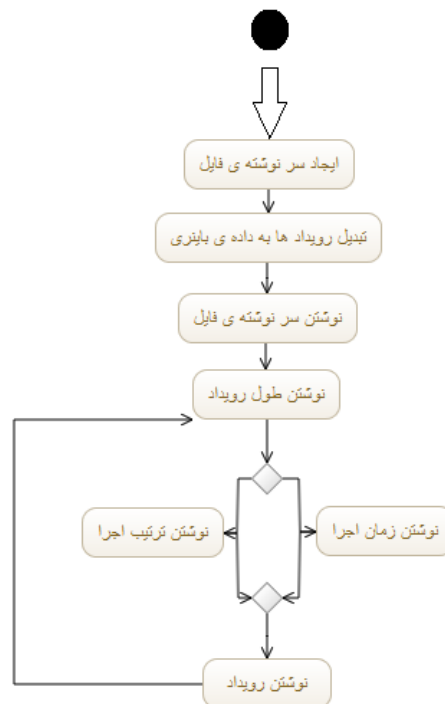 ایجاد سر نوشته ی فایل
تبدیل رویداد ها به داده ی باینری
نوشتن سر نوشته ی فایل
نوشتن طول رویداد
نوشتن زمان اجرا
نوشتن ترتیب اجرا
نوشتن رویداد